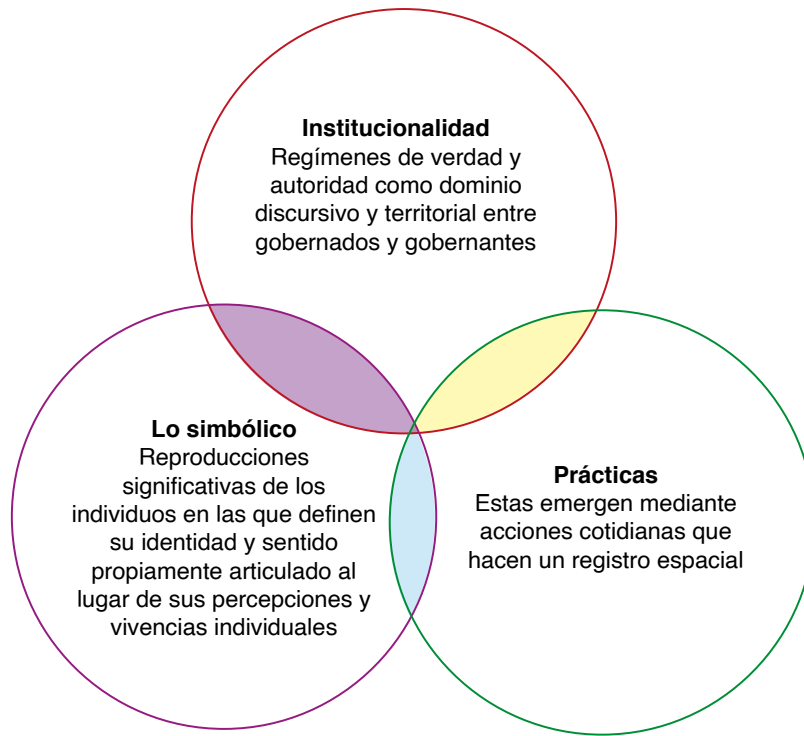 Institucionalidad
Regímenes de verdad y
autoridad como dominio
discursivo y territorial entre
gobernados y gobernantes
Lo simbólico
Reproducciones
significativas de los
individuos en las que definen
su identidad y sentido
propiamente articulado al
lugar de sus percepciones y
vivencias individuales
Prácticas
Estas emergen mediante
acciones cotidianas que
hacen un registro espacial